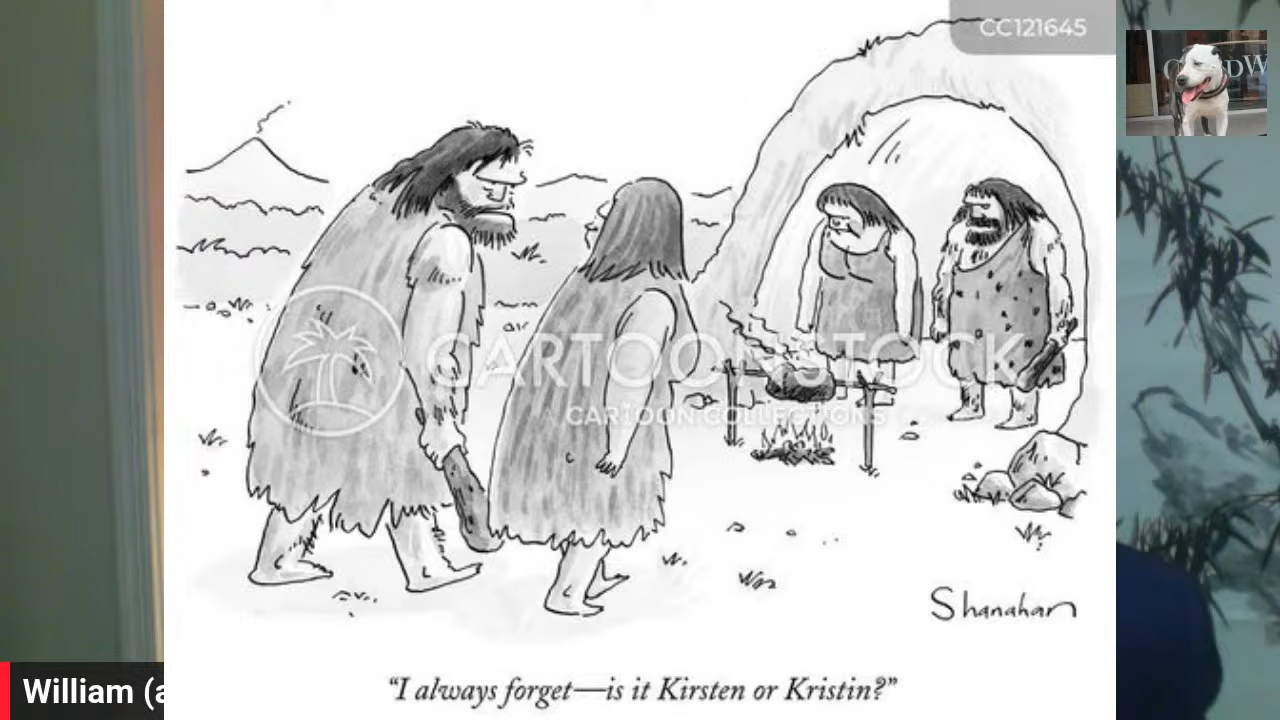 CC121645
CARTOONSTOCK
CARTOON COLLECTIONS
Shanahan
William (a
“I always forget—is it Kirsten or Kristin?”